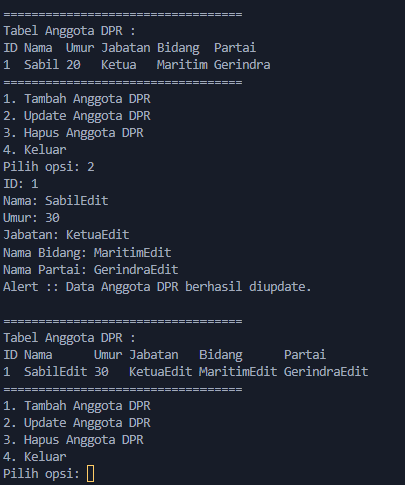 ==================================
Tabel Anggota DPR :
ID Nama  Umur Jabatan Bidang  Partai
1  Sabil 20   Ketua   Maritim Gerindra
==================================
1. Tambah Anggota DPR
2. Update Anggota DPR
3. Hapus Anggota DPR
4. Keluar
Pilih opsi: 2
ID: 1
Nama: SabilEdit
Umur: 30
Jabatan: KetuaEdit
Nama Bidang: MaritimEdit
Nama Partai: GerindraEdit
Alert :: Data Anggota DPR berhasil diupdate.

==================================
Tabel Anggota DPR :
ID Nama      Umur Jabatan   Bidang      Partai
1  SabilEdit 30   KetuaEdit MaritimEdit GerindraEdit
==================================
1. Tambah Anggota DPR
2. Update Anggota DPR
3. Hapus Anggota DPR
4. Keluar
Pilih opsi: